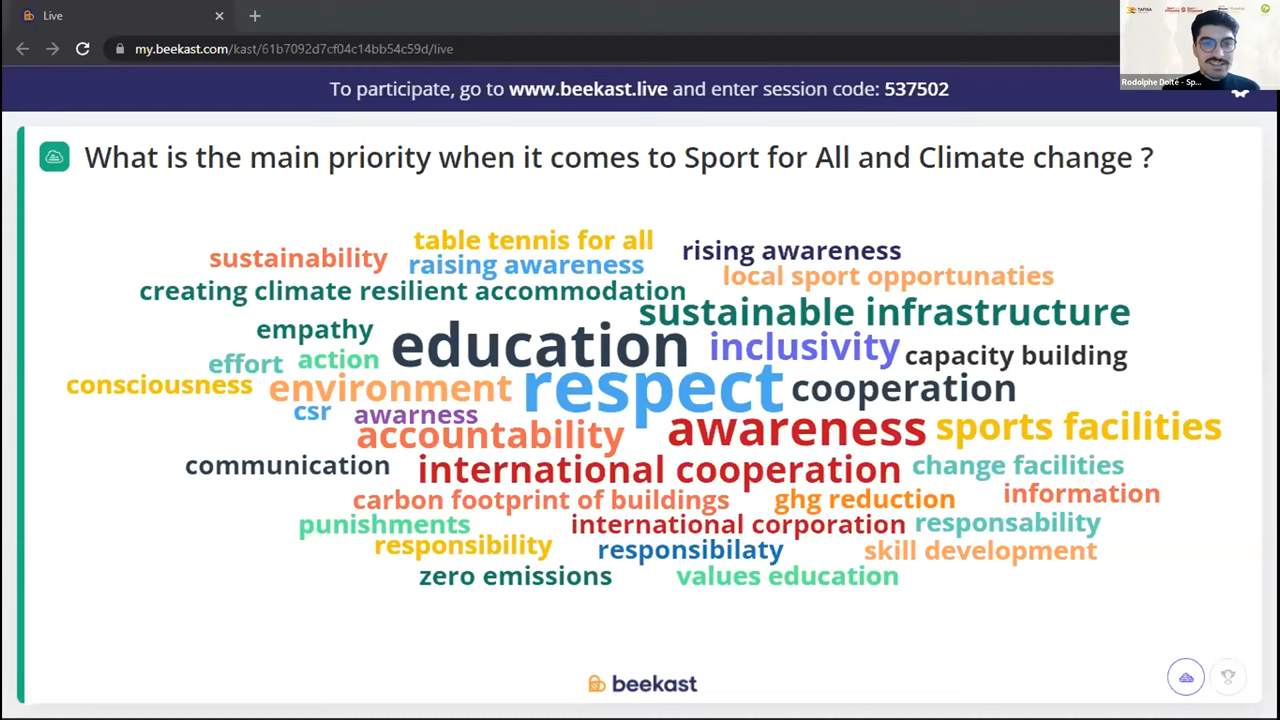 Live
my.beekast.com/kast/61b7092d7cf04c14bb54c59d/live
TAFISA
Rodolphe Doité - Sp...
To participate, go to www.beekast.live and enter session code: 537502
What is the main priority when it comes to Sport for All and Climate change ?
table tennis for all
rising awareness
sustainability
raising awareness
local sport opportunaties
creating climate resilient accommodation
sustainable infrastructure
empathy
education
inclusivity
capacity building
effort
action
consciousness
environment
respect
cooperation
csr
awarness
accountability
awareness
sports facilities
communication
international cooperation
change facilities
carbon footprint of buildings
ghg reduction
information
punishments
international corporation
responsability
responsibility
responsibilaty
skill development
zero emissions
values education
beekast